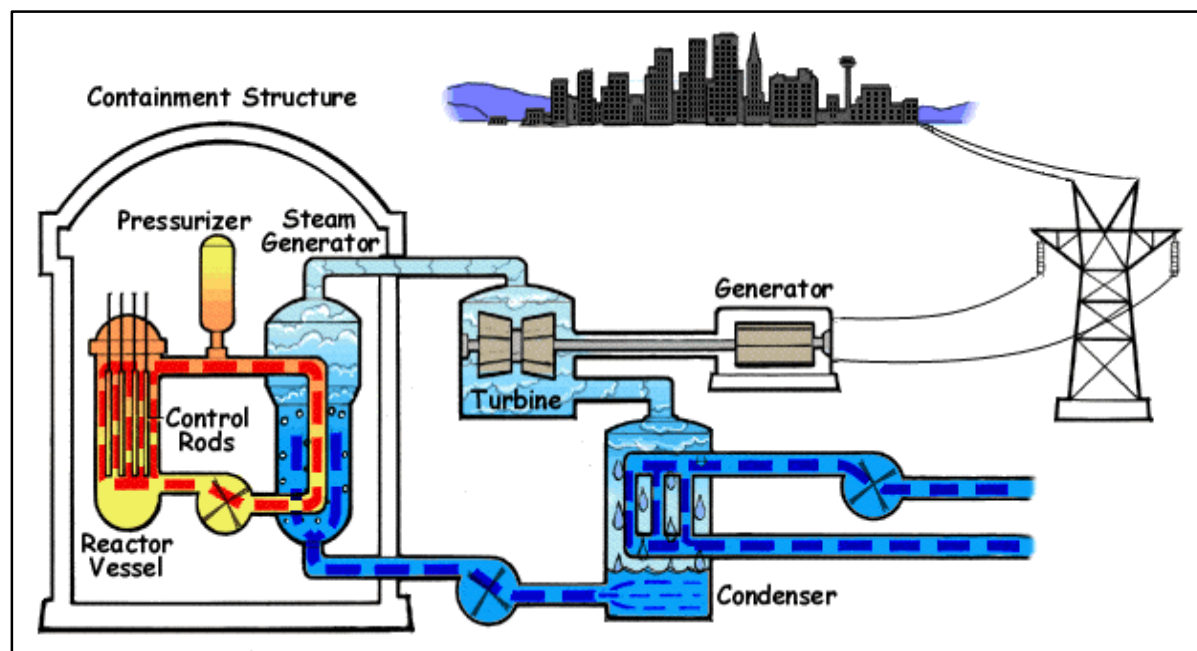 Containment Structure
Pressurizer
Steam
Generator
Control
Rods
Reactor
Vessel
Turbine
Generator
Condenser